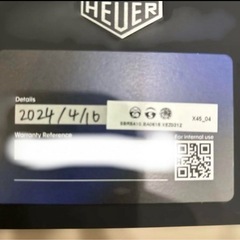 HEUER
Details
2024/4/16
X45_04
Warranty Reference
For internal use